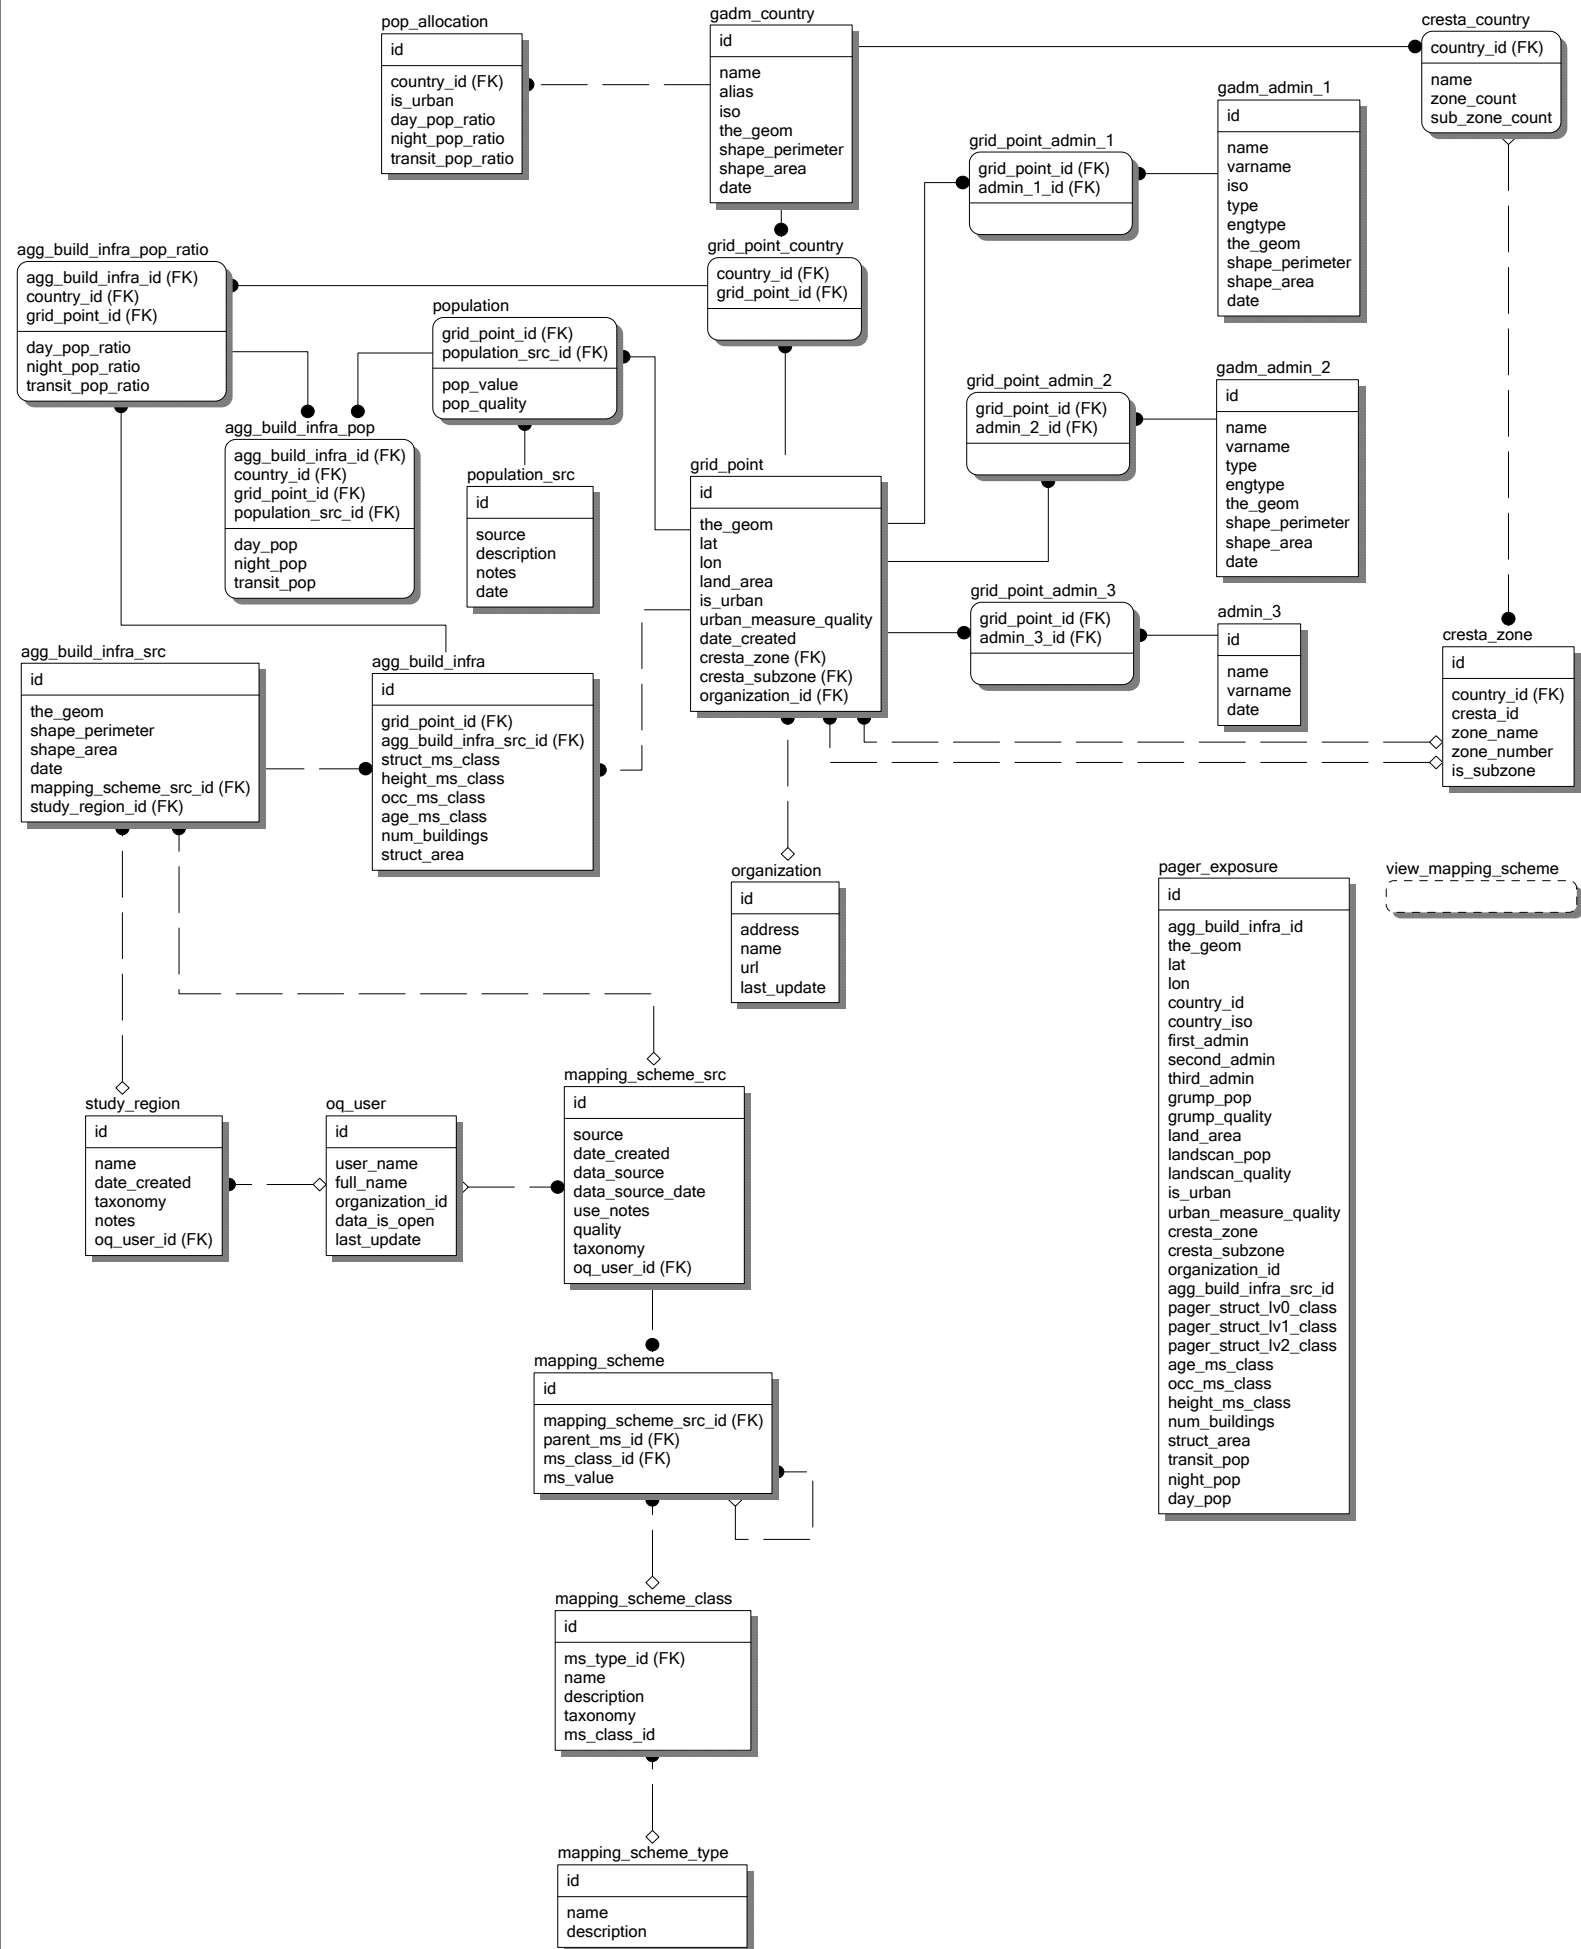 pop_allocation
id
country_id (FK)
is_urban
day_pop_ratio
night_pop_ratio
transit_pop_ratio
gadm_country
id
name
alias
iso
the_geom
shape_perimeter
shape_area
date
cresta_country
country_id (FK)
name
zone_count
sub_zone_count
gadm_admin_1
id
name
varname
iso
type
engtype
the_geom
shape_perimeter
shape_area
date
grid_point_admin_1
grid_point_id (FK)
admin_1_id (FK)
agg_build_infra_pop_ratio
agg_build_infra_id (FK)
country_id (FK)
grid_point_id (FK)
day_pop_ratio
night_pop_ratio
transit_pop_ratio
grid_point_country
country_id (FK)
grid_point_id (FK)
population
grid_point_id (FK)
population_src_id (FK)
pop_value
pop_quality
agg_build_infra_pop
agg_build_infra_id (FK)
country_id (FK)
grid_point_id (FK)
population_src_id (FK)
day_pop
night_pop
transit_pop
population_src
id
source
description
notes
date
grid_point
id
the_geom
lat
lon
land_area
is_urban
urban_measure_quality
date_created
cresta_zone (FK)
cresta_subzone (FK)
organization_id (FK)
grid_point_admin_2
grid_point_id (FK)
admin_2_id (FK)
gadm_admin_2
id
name
varname
type
engtype
the_geom
shape_perimeter
shape_area
date
grid_point_admin_3
grid_point_id (FK)
admin_3_id (FK)
admin_3
id
name
varname
date
cresta_zone
id
country_id (FK)
cresta_id
zone_name
zone_number
is_subzone
agg_build_infra_src
id
the_geom
shape_perimeter
shape_area
date
mapping_scheme_src_id (FK)
study_region_id (FK)
agg_build_infra
id
grid_point_id (FK)
agg_build_infra_src_id (FK)
struct_ms_class
height_ms_class
occ_ms_class
age_ms_class
num_buildings
struct_area
organization
id
address
name
url
last_update
pager_exposure
id
agg_build_infra_id
the_geom
lat
lon
country_id
country_iso
first_admin
second_admin
third_admin
grump_pop
grump_quality
land_area
landscan_pop
landscan_quality
is_urban
urban_measure_quality
cresta_zone
cresta_subzone
organization_id
agg_build_infra_src_id
pager_struct_lv0_class
pager_struct_lv1_class
pager_struct_lv2_class
age_ms_class
occ_ms_class
height_ms_class
num_buildings
struct_area
transit_pop
night_pop
day_pop
view_mapping_scheme
study_region
id
name
date_created
taxonomy
notes
oq_user_id (FK)
oq_user
id
user_name
full_name
organization_id
data_is_open
last_update
mapping_scheme_src
id
source
date_created
data_source
data_source_date
use_notes
quality
taxonomy
oq_user_id (FK)
mapping_scheme
id
mapping_scheme_src_id (FK)
parent_ms_id (FK)
ms_class_id (FK)
ms_value
mapping_scheme_class
id
ms_type_id (FK)
name
description
taxonomy
ms_class_id
mapping_scheme_type
id
name
description